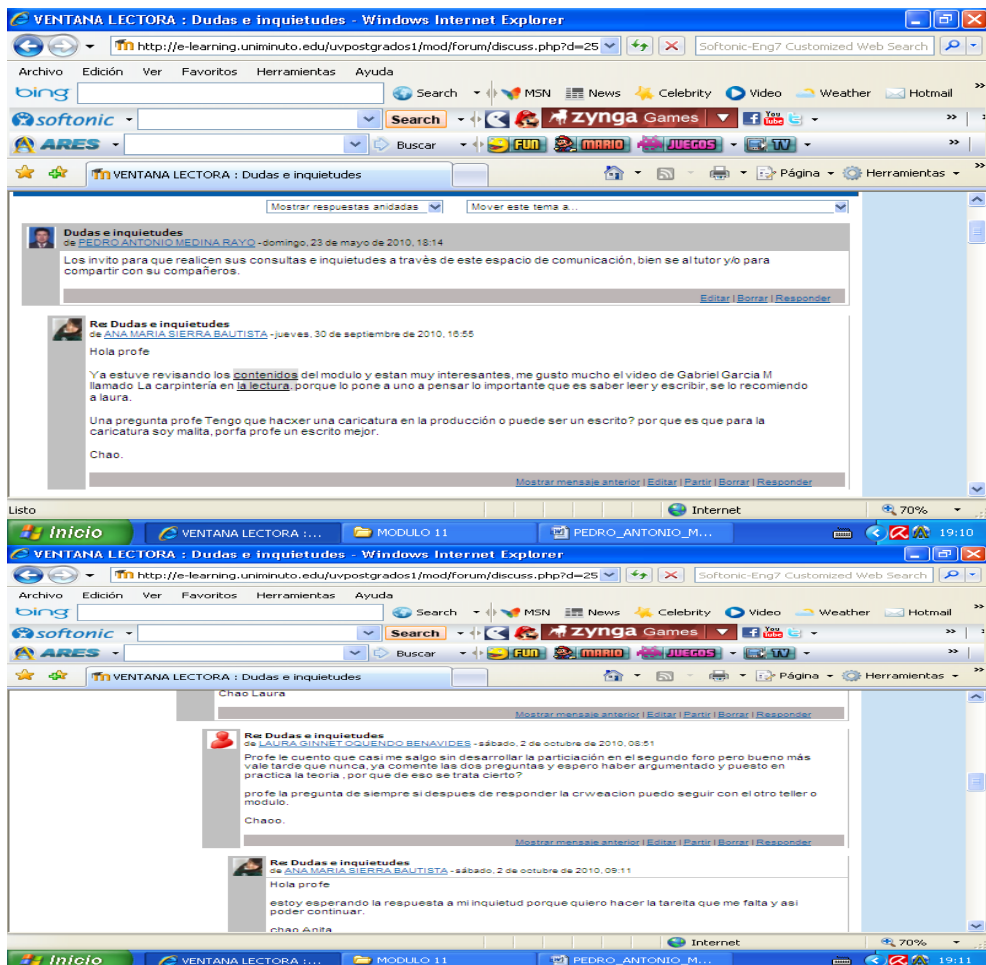 VENTANA LECTORA : Dudas e inquietudes - Windows Internet Explorer
http://e-learning.uniminuto.edu/uvpostgrados1/mod/forum/discuss.php?d=25
Softonic-Eng7 Customized Web Search
Archivo Edición Ver Favoritos Herramientas Ayuda
bing Search MSN News Celebrity Video Weather Hotmail »
softonic Search zynga Games You Tube »
ARES Buscar FUN MARIO JUEGOS TV »
VENTANA LECTORA : Dudas e inquietudes Página Herramientas »
Mostrar respuestas anidadas Mover este tema a...
Dudas e inquietudes
de PEDRO ANTONIO MEDINA RAYO - domingo, 23 de mayo de 2010, 18:14
Los invito para que realicen sus consultas e inquietudes a travès de este espacio de comunicación, bien se al tutor y/o para
compartir con su compañeros.
Editar | Borrar | Responder
Re: Dudas e inquietudes
de ANA MARIA SIERRA BAUTISTA - jueves, 30 de septiembre de 2010, 16:55
Hola profe
Ya estuve revisando los contenidos del modulo y estan muy interesantes, me gusto mucho el video de Gabriel Garcia M
llamado La carpintería en la lectura, porque lo pone a uno a pensar lo importante que es saber leer y escribir, se lo recomiendo
a laura.
Una pregunta profe Tengo que hacxer una caricatura en la producción o puede ser un escrito? por que es que para la
caricatura soy malita, porfa profe un escrito mejor.
Chao.
Mostrar mensaje anterior | Editar | Partir | Borrar | Responder
Listo Internet 70%
Inicio VENTANA LECTORA :... MODULO 11 PEDRO_ANTONIO_M... 19:10
VENTANA LECTORA : Dudas e inquietudes - Windows Internet Explorer
http://e-learning.uniminuto.edu/uvpostgrados1/mod/forum/discuss.php?d=25
Softonic-Eng7 Customized Web Search
Archivo Edición Ver Favoritos Herramientas Ayuda
bing Search MSN News Celebrity Video Weather Hotmail »
softonic Search zynga Games You Tube »
ARES Buscar FUN MARIO JUEGOS TV »
VENTANA LECTORA : Dudas e inquietudes Página Herramientas »
Chao Laura
Mostrar mensaje anterior | Editar | Partir | Borrar | Responder
Re: Dudas e inquietudes
de LAURA GINNET OQUENDO BENAVIDES - sábado, 2 de octubre de 2010, 08:51
Profe le cuento que casi me salgo sin desarrollar la particiación en el segundo foro pero bueno más
vale tarde que nunca, ya comente las dos preguntas y espero haber argumentado y puesto en
practica la teoria , por que de eso se trata cierto?
profe la pregunta de siempre si despues de responder la crweacion puedo seguir con el otro teller o
modulo.
Chaoo.
Mostrar mensaje anterior | Editar | Partir | Borrar | Responder
Re: Dudas e inquietudes
de ANA MARIA SIERRA BAUTISTA - sábado, 2 de octubre de 2010, 09:11
Hola profe
estoy esperando la respuesta a mi inquietud porque quiero hacer la tareita que me falta y asi
poder continuar.
chao Anita
Internet 70%
Inicio VENTANA LECTORA :... MODULO 11 PEDRO_ANTONIO_M... 19:11